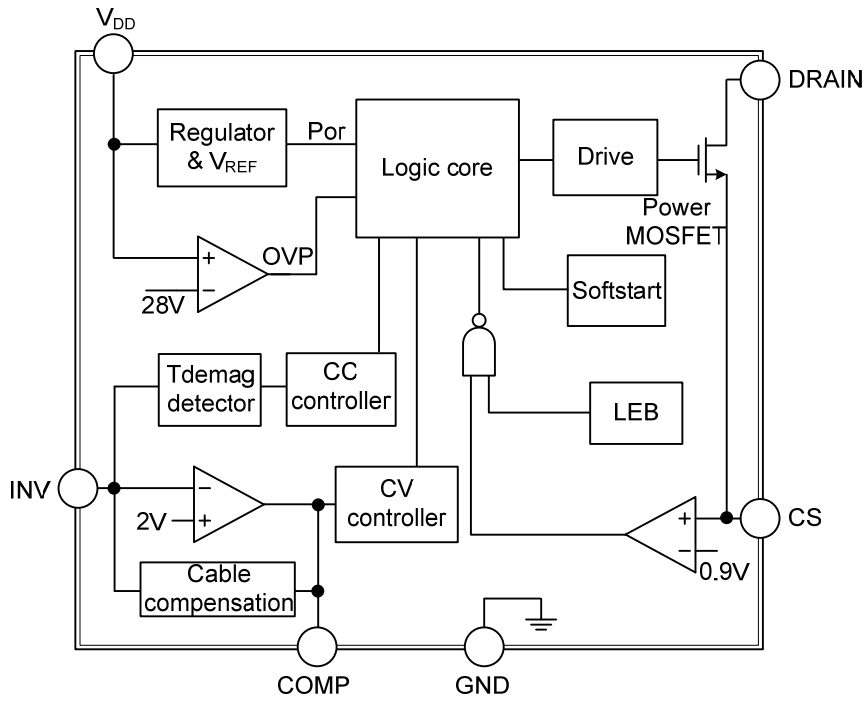 VDD
DRAIN
Regulator
& VREF
Por
Logic core
Drive
Power
MOSFET
+
OVP
−
28V
Softstart
Tdemag
detector
CC
controller
LEB
INV
−
2V
+
CV
controller
+
CS
−
0.9V
Cable
compensation
COMP
GND